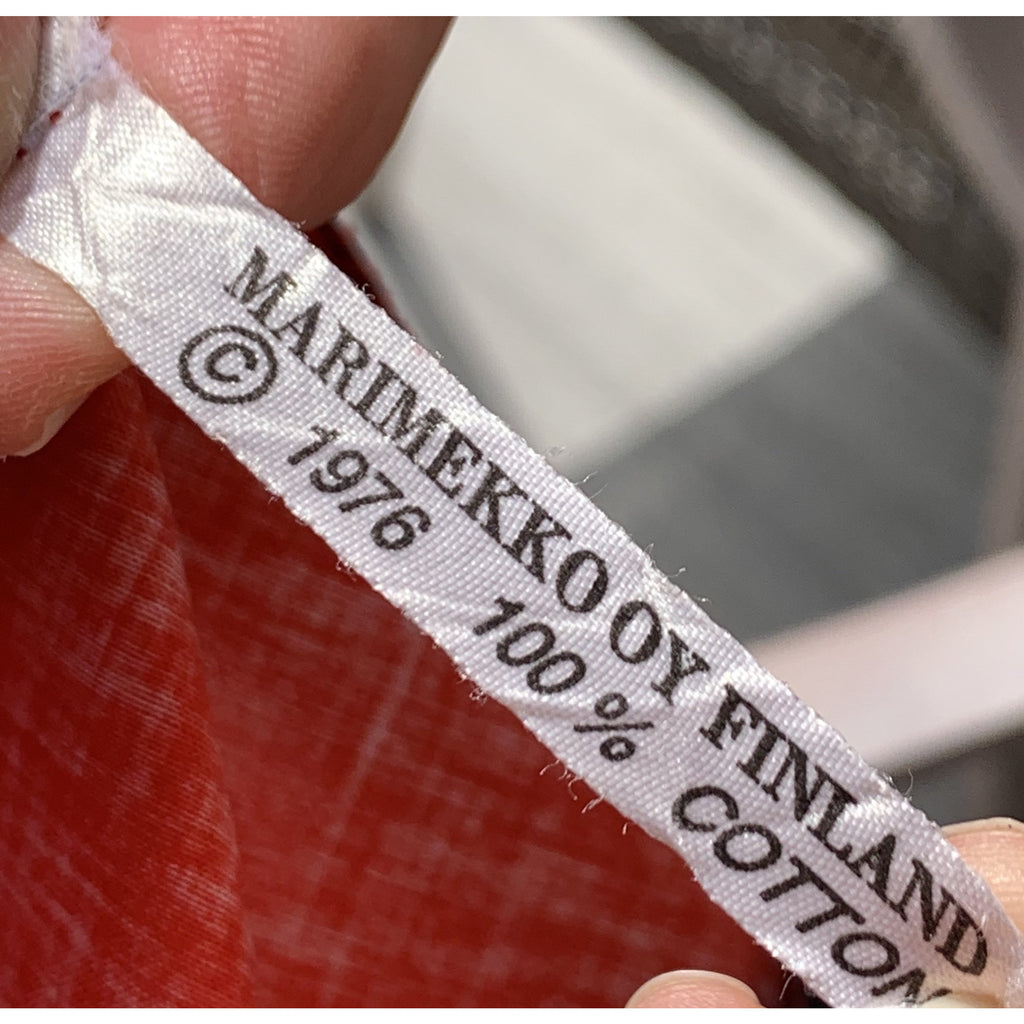 MARIMEKKO OY FINLAND
© 1976 100% COTTON